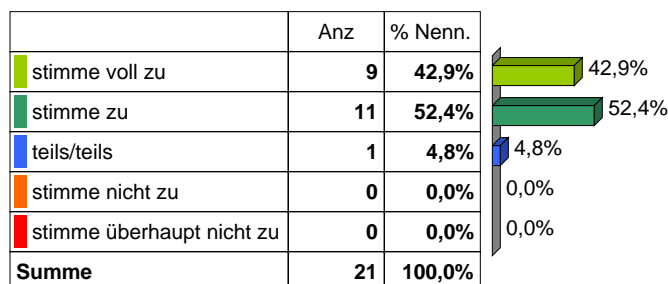 Anz % Nenn.
stimme voll zu 9 42,9% 42,9%
stimme zu 11 52,4% 52,4%
teils/teils 1 4,8% 4,8%
stimme nicht zu 0 0,0% 0,0%
stimme überhaupt nicht zu 0 0,0% 0,0%
Summe 21 100,0%